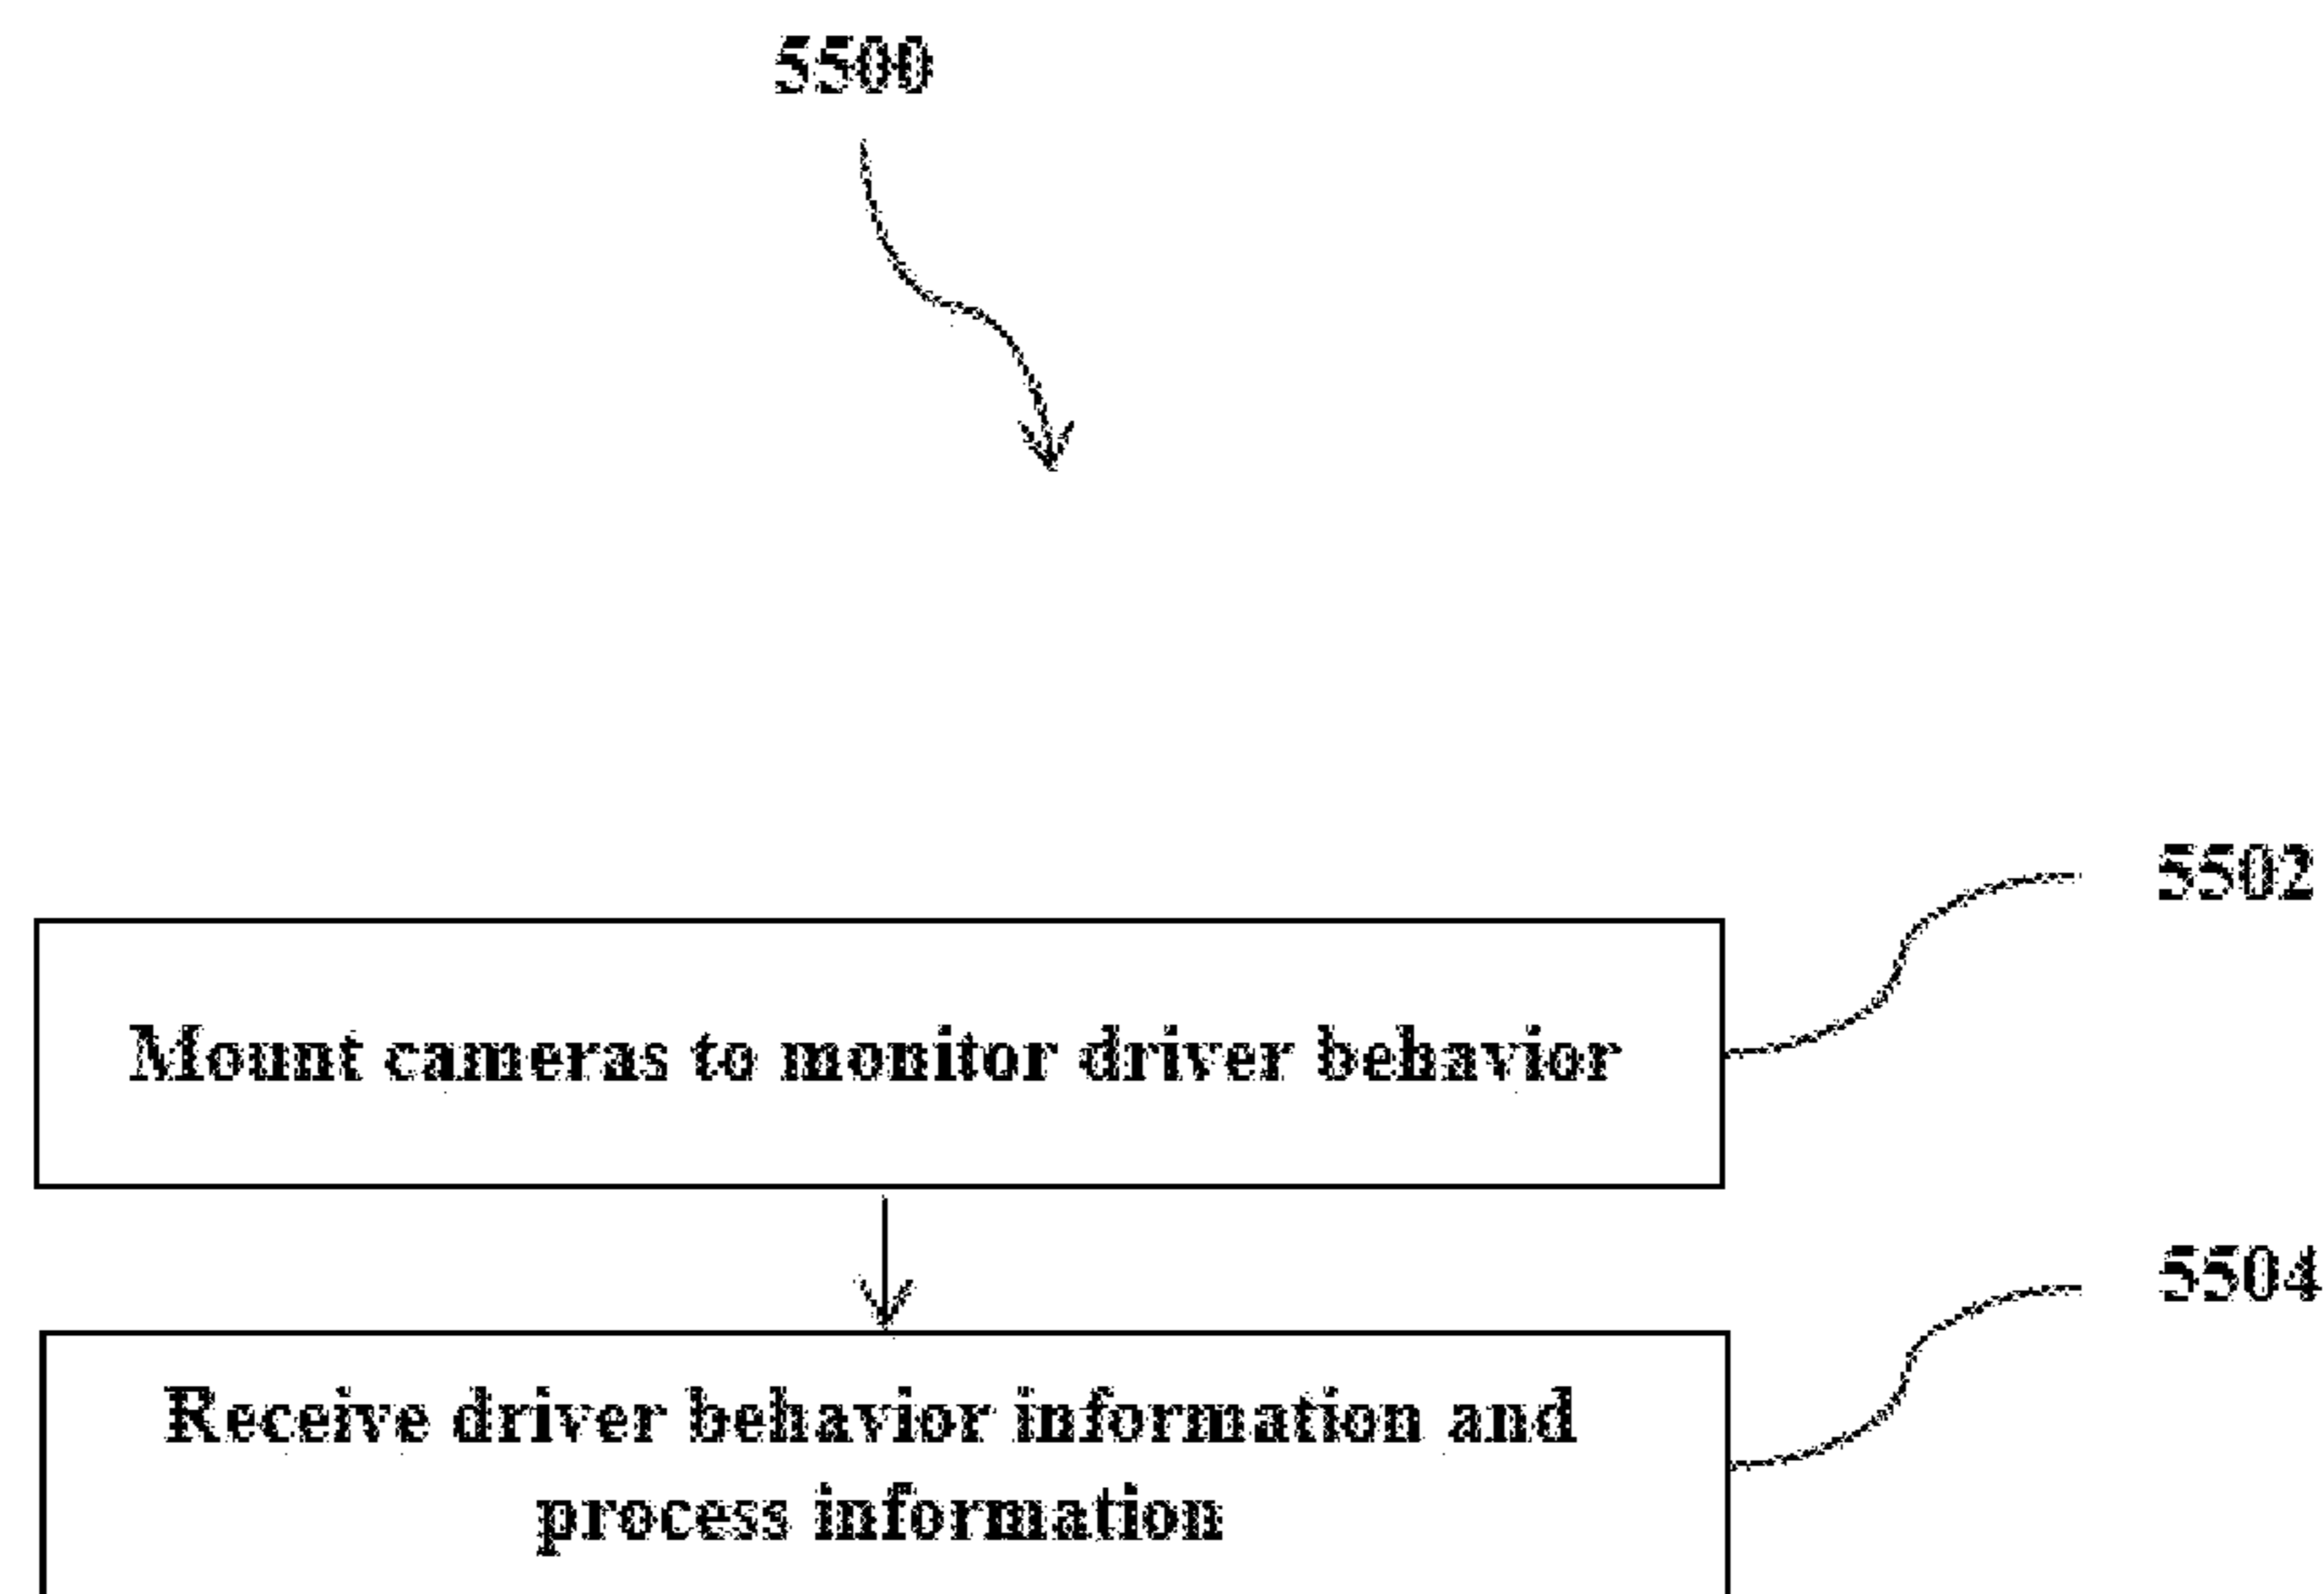 5500
5502
Mount cameras to monitor driver behavior
5504
Receive driver behavior information and
process information